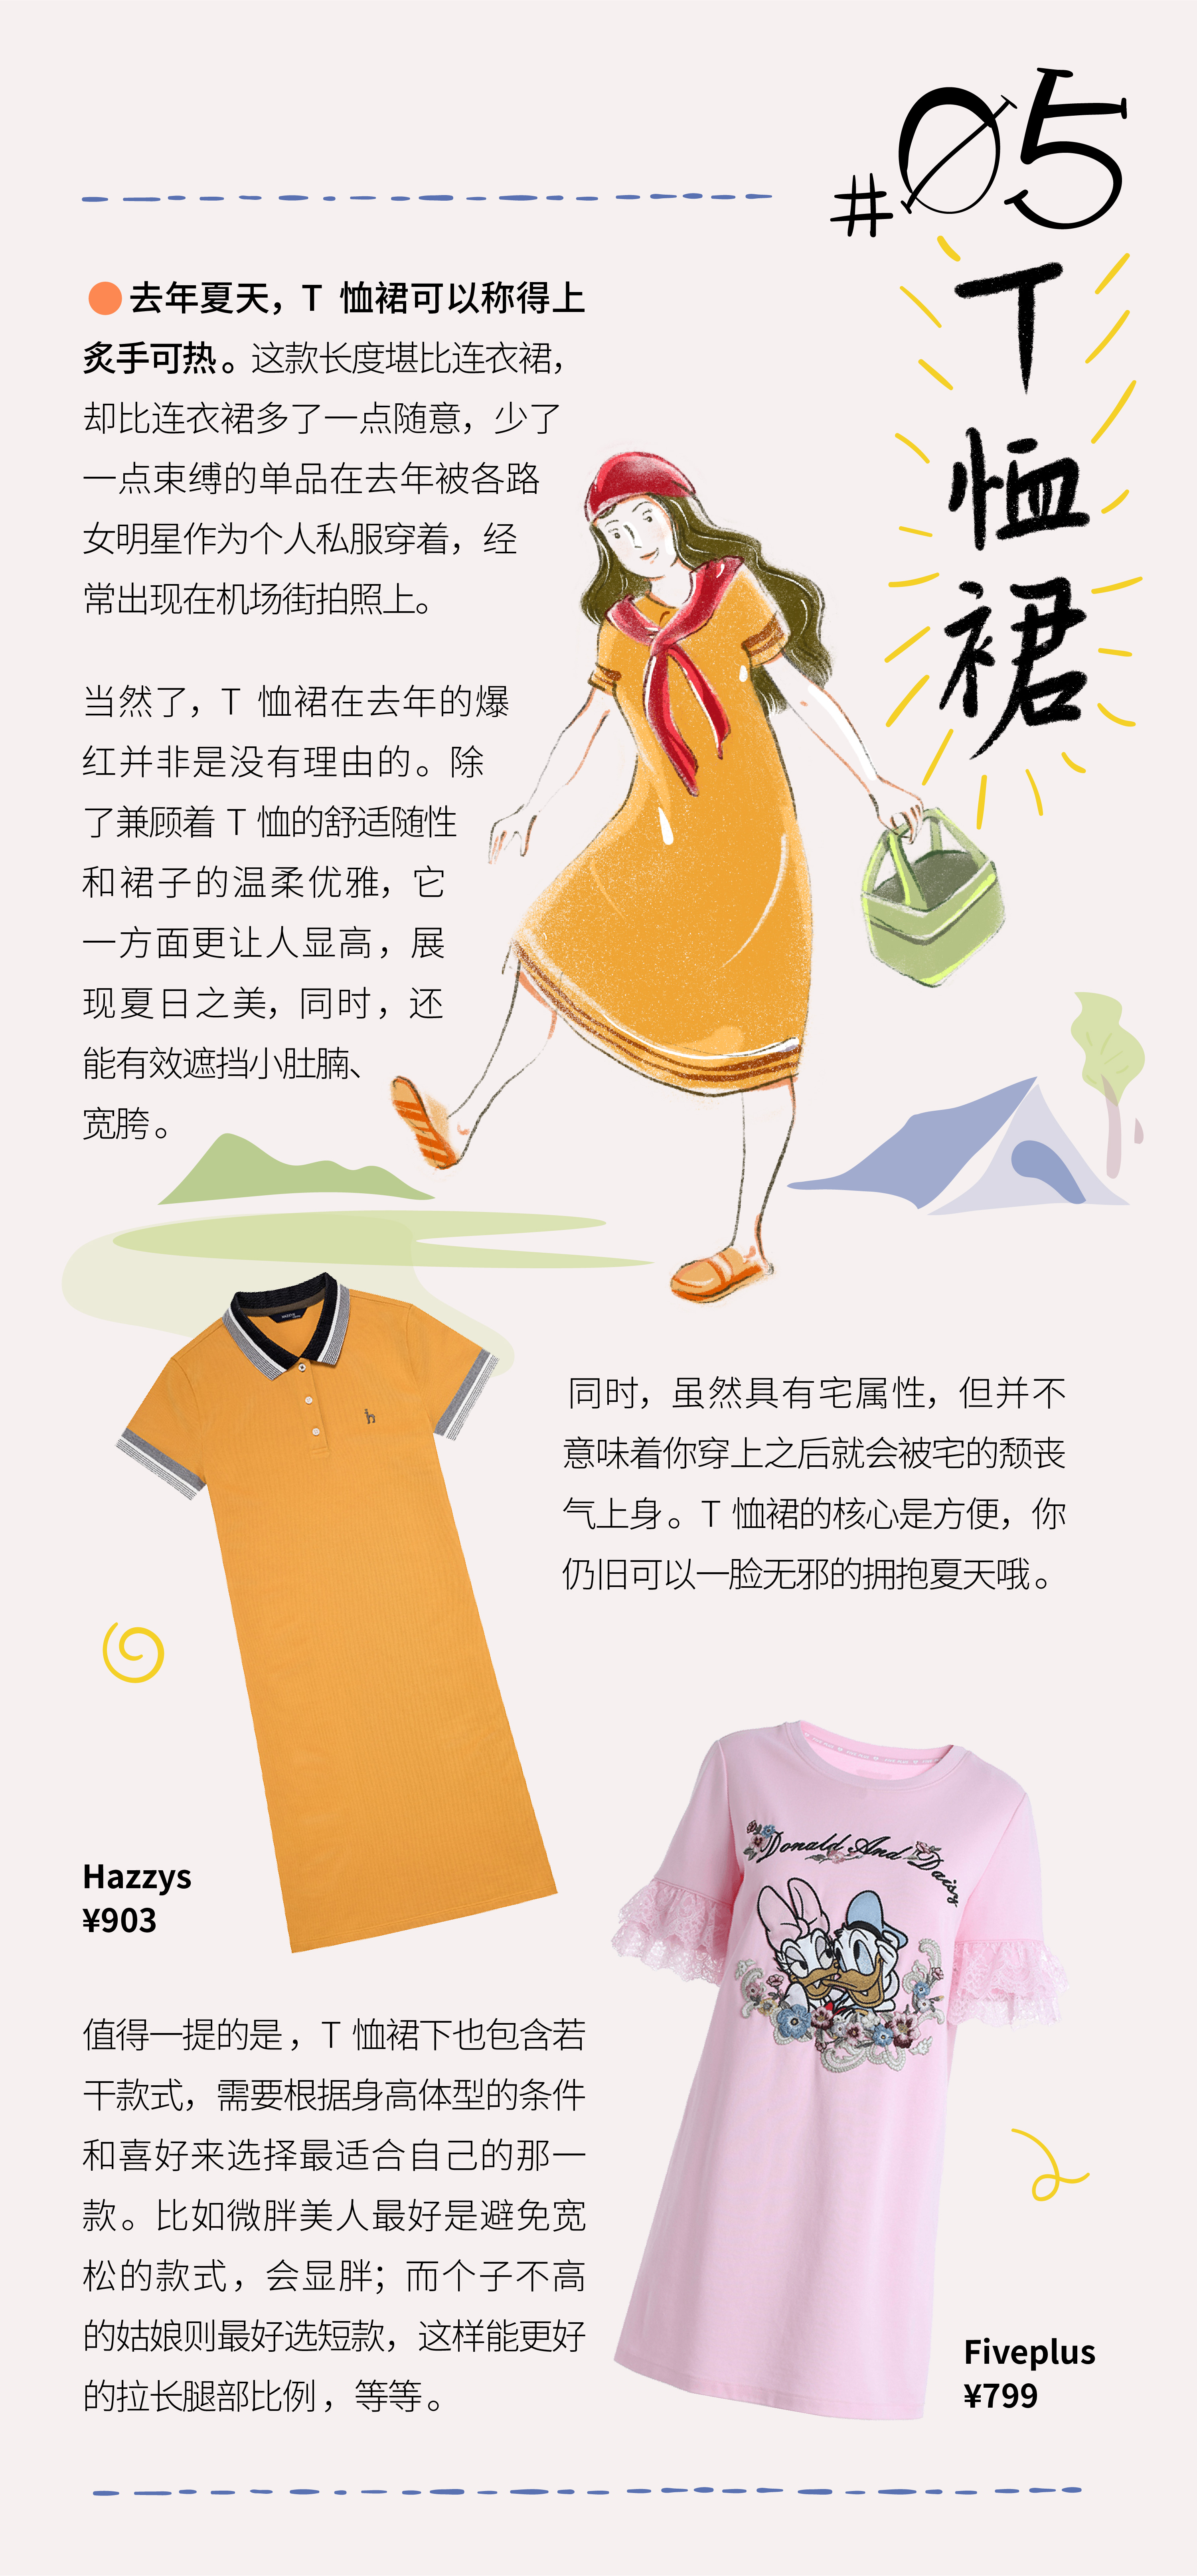 #05
T
恤
裙
去年夏天，T 恤裙可以称得上
炙手可热。这款长度堪比连衣裙，
却比连衣裙多了一点随意，少了
一点束缚的单品在去年被各路
女明星作为个人私服穿着，经
常出现在机场街拍照上。
当然了，T 恤裙在去年的爆
红并非是没有理由的。除
了兼顾着 T 恤的舒适随性
和裙子的温柔优雅，它
一方面更让人显高，展
现夏日之美，同时，还
能有效遮挡小肚腩、
宽胯。
同时，虽然具有宅属性，但并不
意味着你穿上之后就会被宅的颓丧
气上身。T 恤裙的核心是方便，你
仍旧可以一脸无邪的拥抱夏天哦。
Hazzys
¥903
Donald And Daisy
值得一提的是，T 恤裙下也包含若
干款式，需要根据身高体型的条件
和喜好来选择最适合自己的那一
款。比如微胖美人最好是避免宽
松的款式，会显胖；而个子不高
的姑娘则最好选短款，这样能更好
的拉长腿部比例，等等。
Fiveplus
¥799